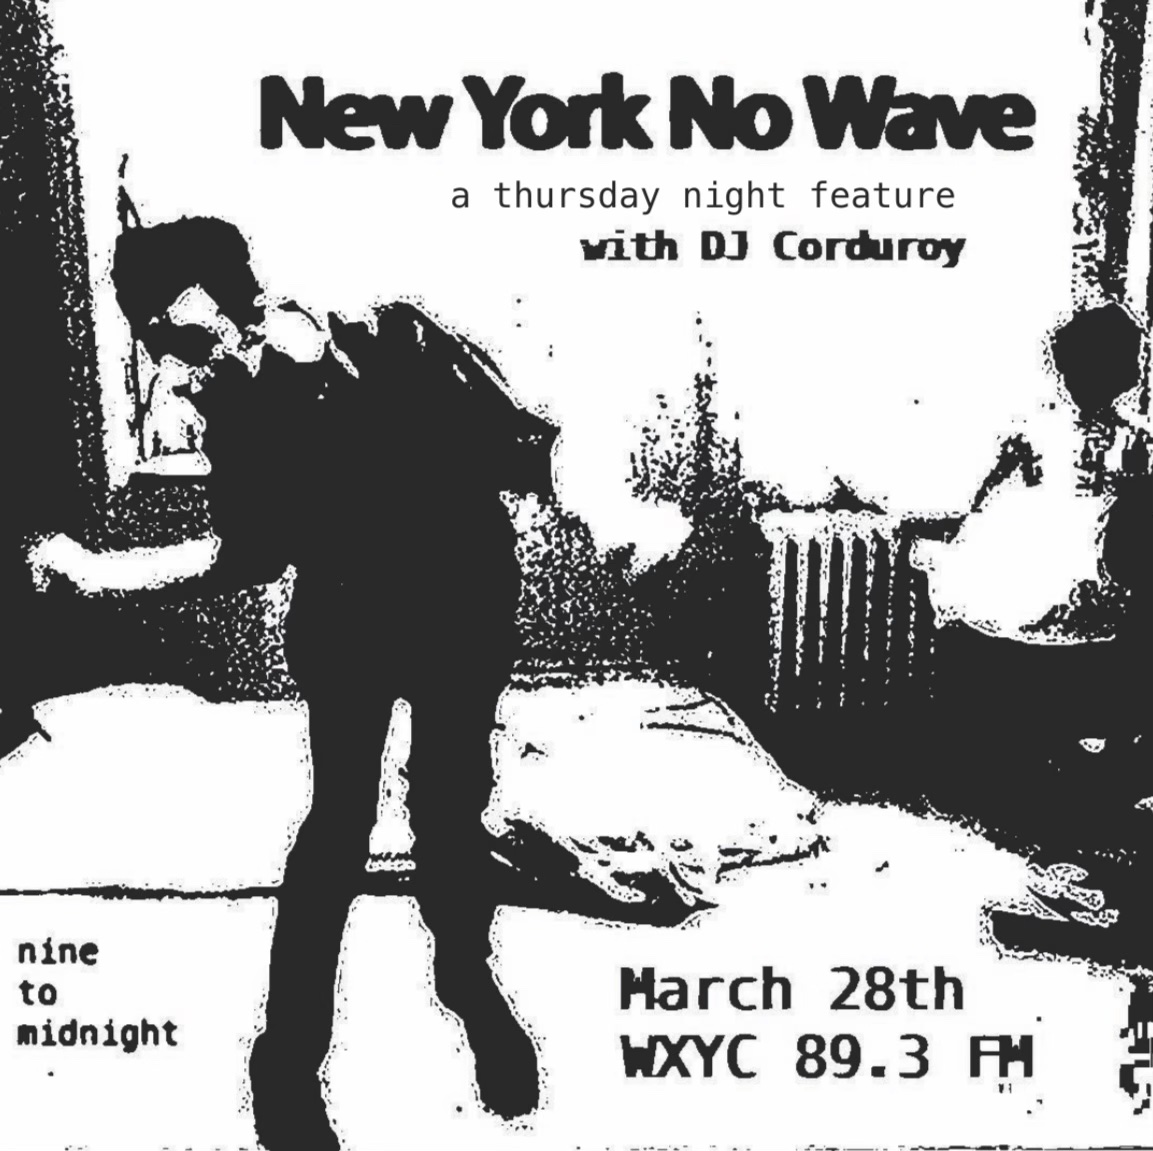 New York No Wave
a thursday night feature
with DJ Corduroy
nine
to
midnight
March 28th
WXYC 89.3 FM